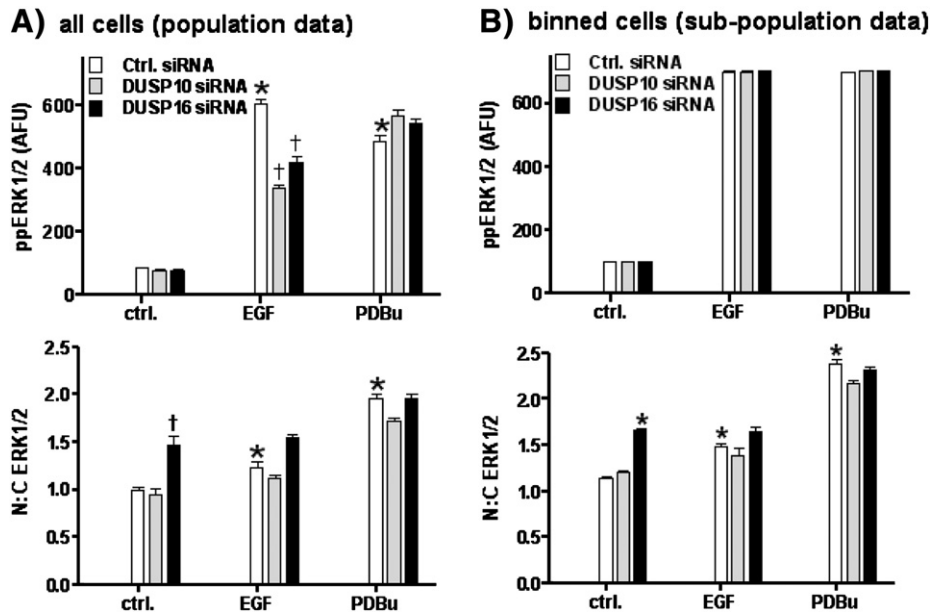 A) all cells (population data)
Ctrl. siRNA
DUSP10 siRNA
DUSP16 siRNA
ppERK1/2 (AFU)
600
400
200
0
*
†
†
*
ctrl.
EGF
PDBu
N:C ERK1/2
2.5
2.0
1.5
1.0
0.5
0.0
†
*
*
ctrl.
EGF
PDBu
B) binned cells (sub-population data)
Ctrl. siRNA
DUSP10 siRNA
DUSP16 siRNA
ppERK1/2 (AFU)
600
400
200
0
ctrl.
EGF
PDBu
N:C ERK1/2
2.5
2.0
1.5
1.0
0.5
0.0
*
*
*
ctrl.
EGF
PDBu